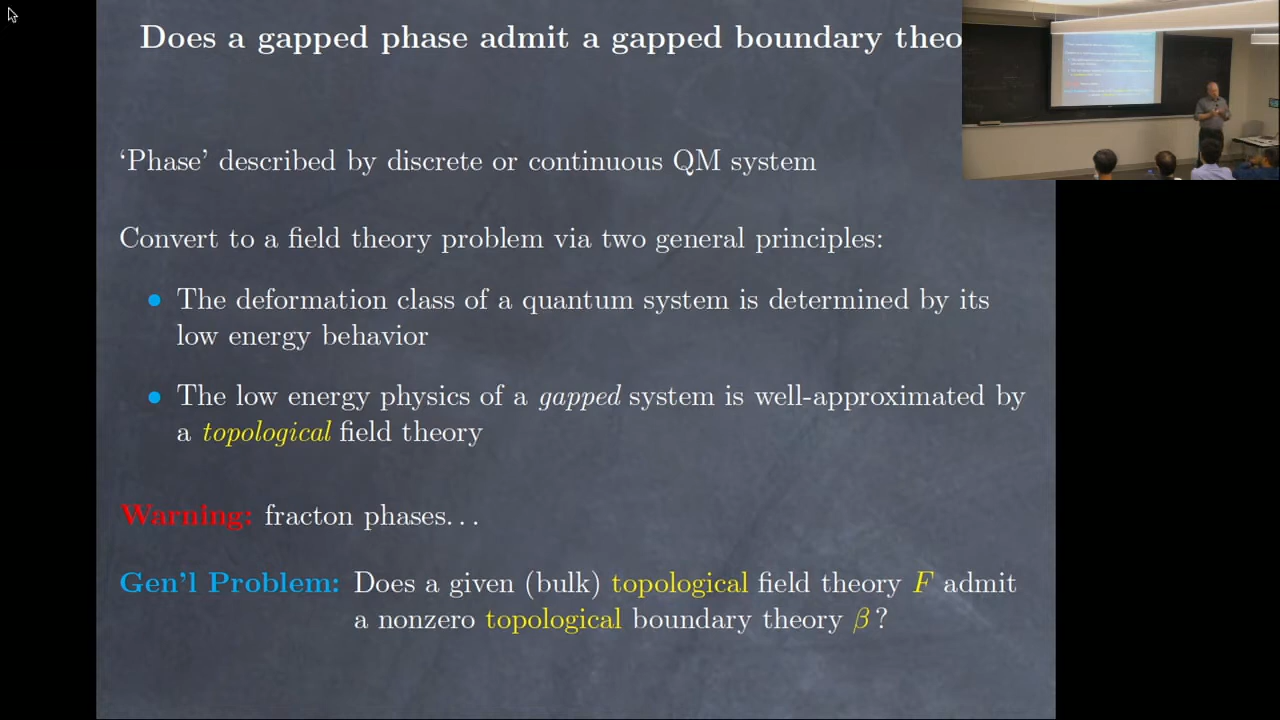 Does a gapped phase admit a gapped boundary theo
‘Phase’ described by discrete or continuous QM system
Convert to a field theory problem via two general principles:
• The deformation class of a quantum system is determined by its
low energy behavior
• The low energy physics of a gapped system is well-approximated by
a topological field theory
Warning: fracton phases...
Gen'l Problem: Does a given (bulk) topological field theory F admit
a nonzero topological boundary theory β?